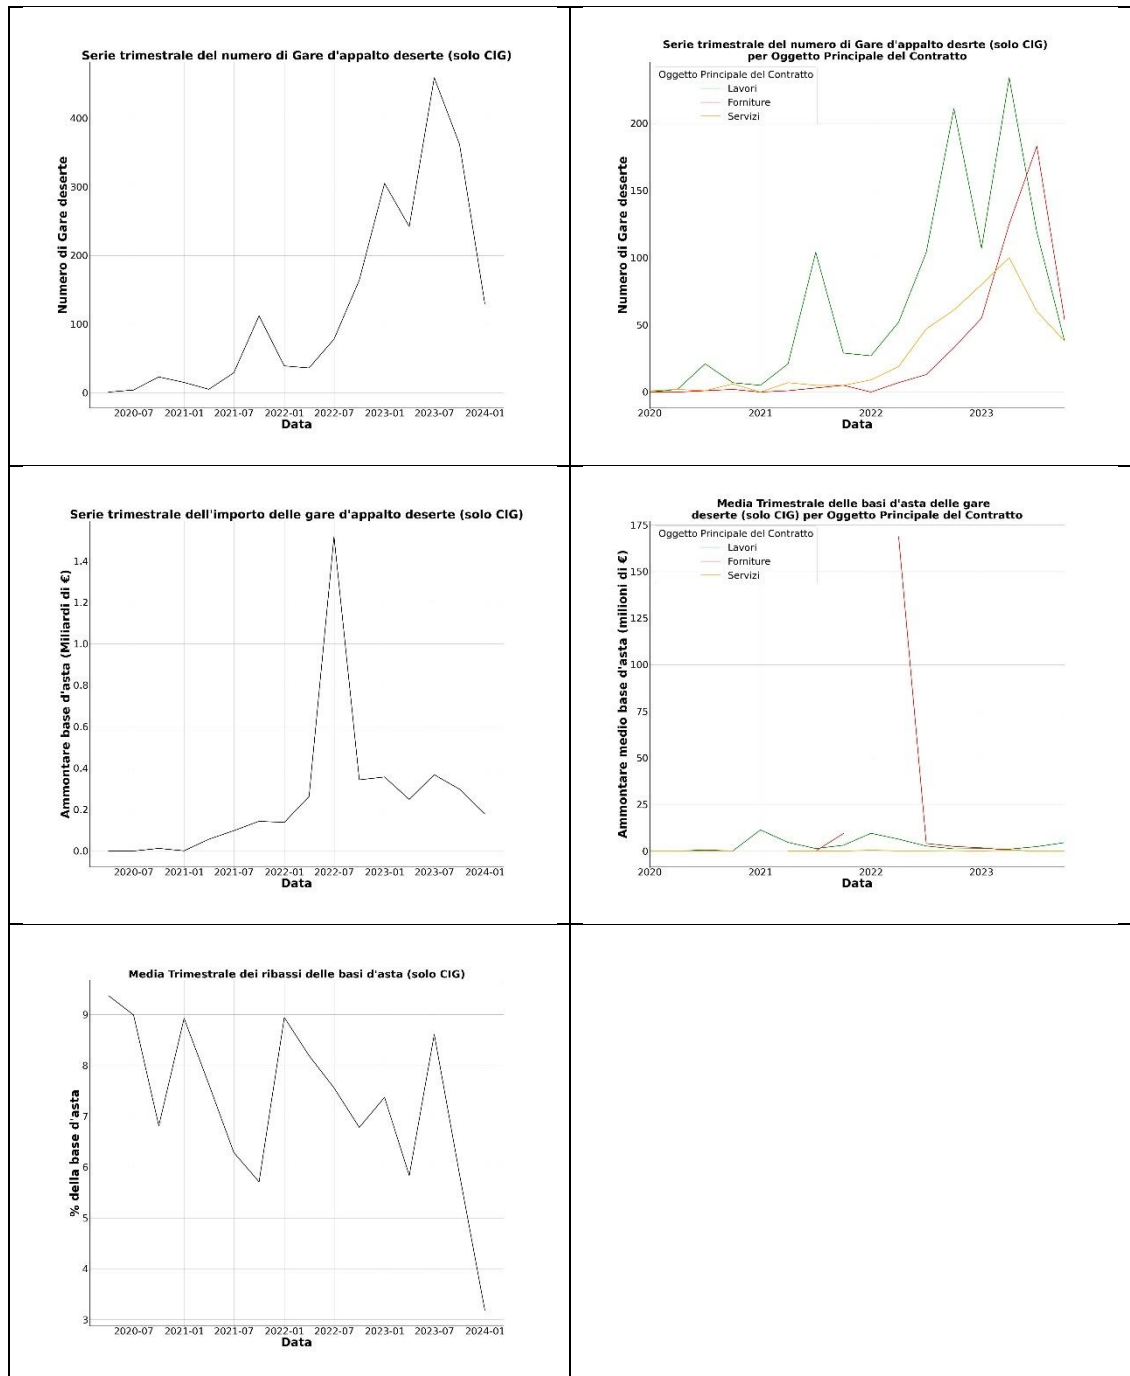 Serie trimestrale del numero di Gare d'appalto deserte (solo CIG)
Numero di Gare deserte
400
300
200
100
0
2020-07 2021-01 2021-07 2022-01 2022-07 2023-01 2023-07 2024-01
Data
Serie trimestrale del numero di Gare d'appalto desrte (solo CIG)
per Oggetto Principale del Contratto
Oggetto Principale del Contratto
Lavori
Forniture
Servizi
Numero di Gare deserte
200
150
100
50
0
2020 2021 2022 2023
Data
Serie trimestrale dell'importo delle gare d'appalto deserte (solo CIG)
Ammontare base d'asta (Miliardi di €)
1.4
1.2
1.0
0.8
0.6
0.4
0.2
0.0
2020-07 2021-01 2021-07 2022-01 2022-07 2023-01 2023-07 2024-01
Data
Media Trimestrale delle basi d'asta delle gare
deserte (solo CIG) per Oggetto Principale del Contratto
Oggetto Principale del Contratto
Lavori
Forniture
Servizi
Ammontare medio base d'asta (milioni di €)
175
150
125
100
75
50
25
0
2020 2021 2022 2023
Data
Media Trimestrale dei ribassi delle basi d'asta (solo CIG)
% della base d'asta
9
8
7
6
5
4
3
2020-07 2021-01 2021-07 2022-01 2022-07 2023-01 2023-07 2024-01
Data